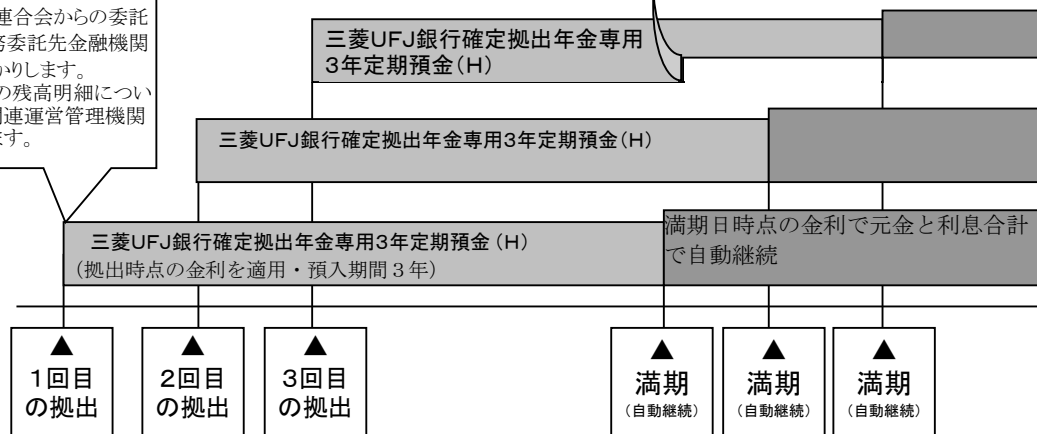 連合会からの委託
委託先金融機関
かりします。
の残高明細につい
連運営管理機関
ます。
三菱UFJ銀行確定拠出年金専用
3年定期預金(H)
三菱UFJ銀行確定拠出年金専用3年定期預金(H)
三菱UFJ銀行確定拠出年金専用3年定期預金(H)
(拠出時点の金利を適用・預入期間3年)
満期日時点の金利で元金と利息合計
で自動継続
▲
1回目
の拠出
▲
2回目
の拠出
▲
3回目
の拠出
▲
満期
(自動継続)
▲
満期
(自動継続)
▲
満期
(自動継続)